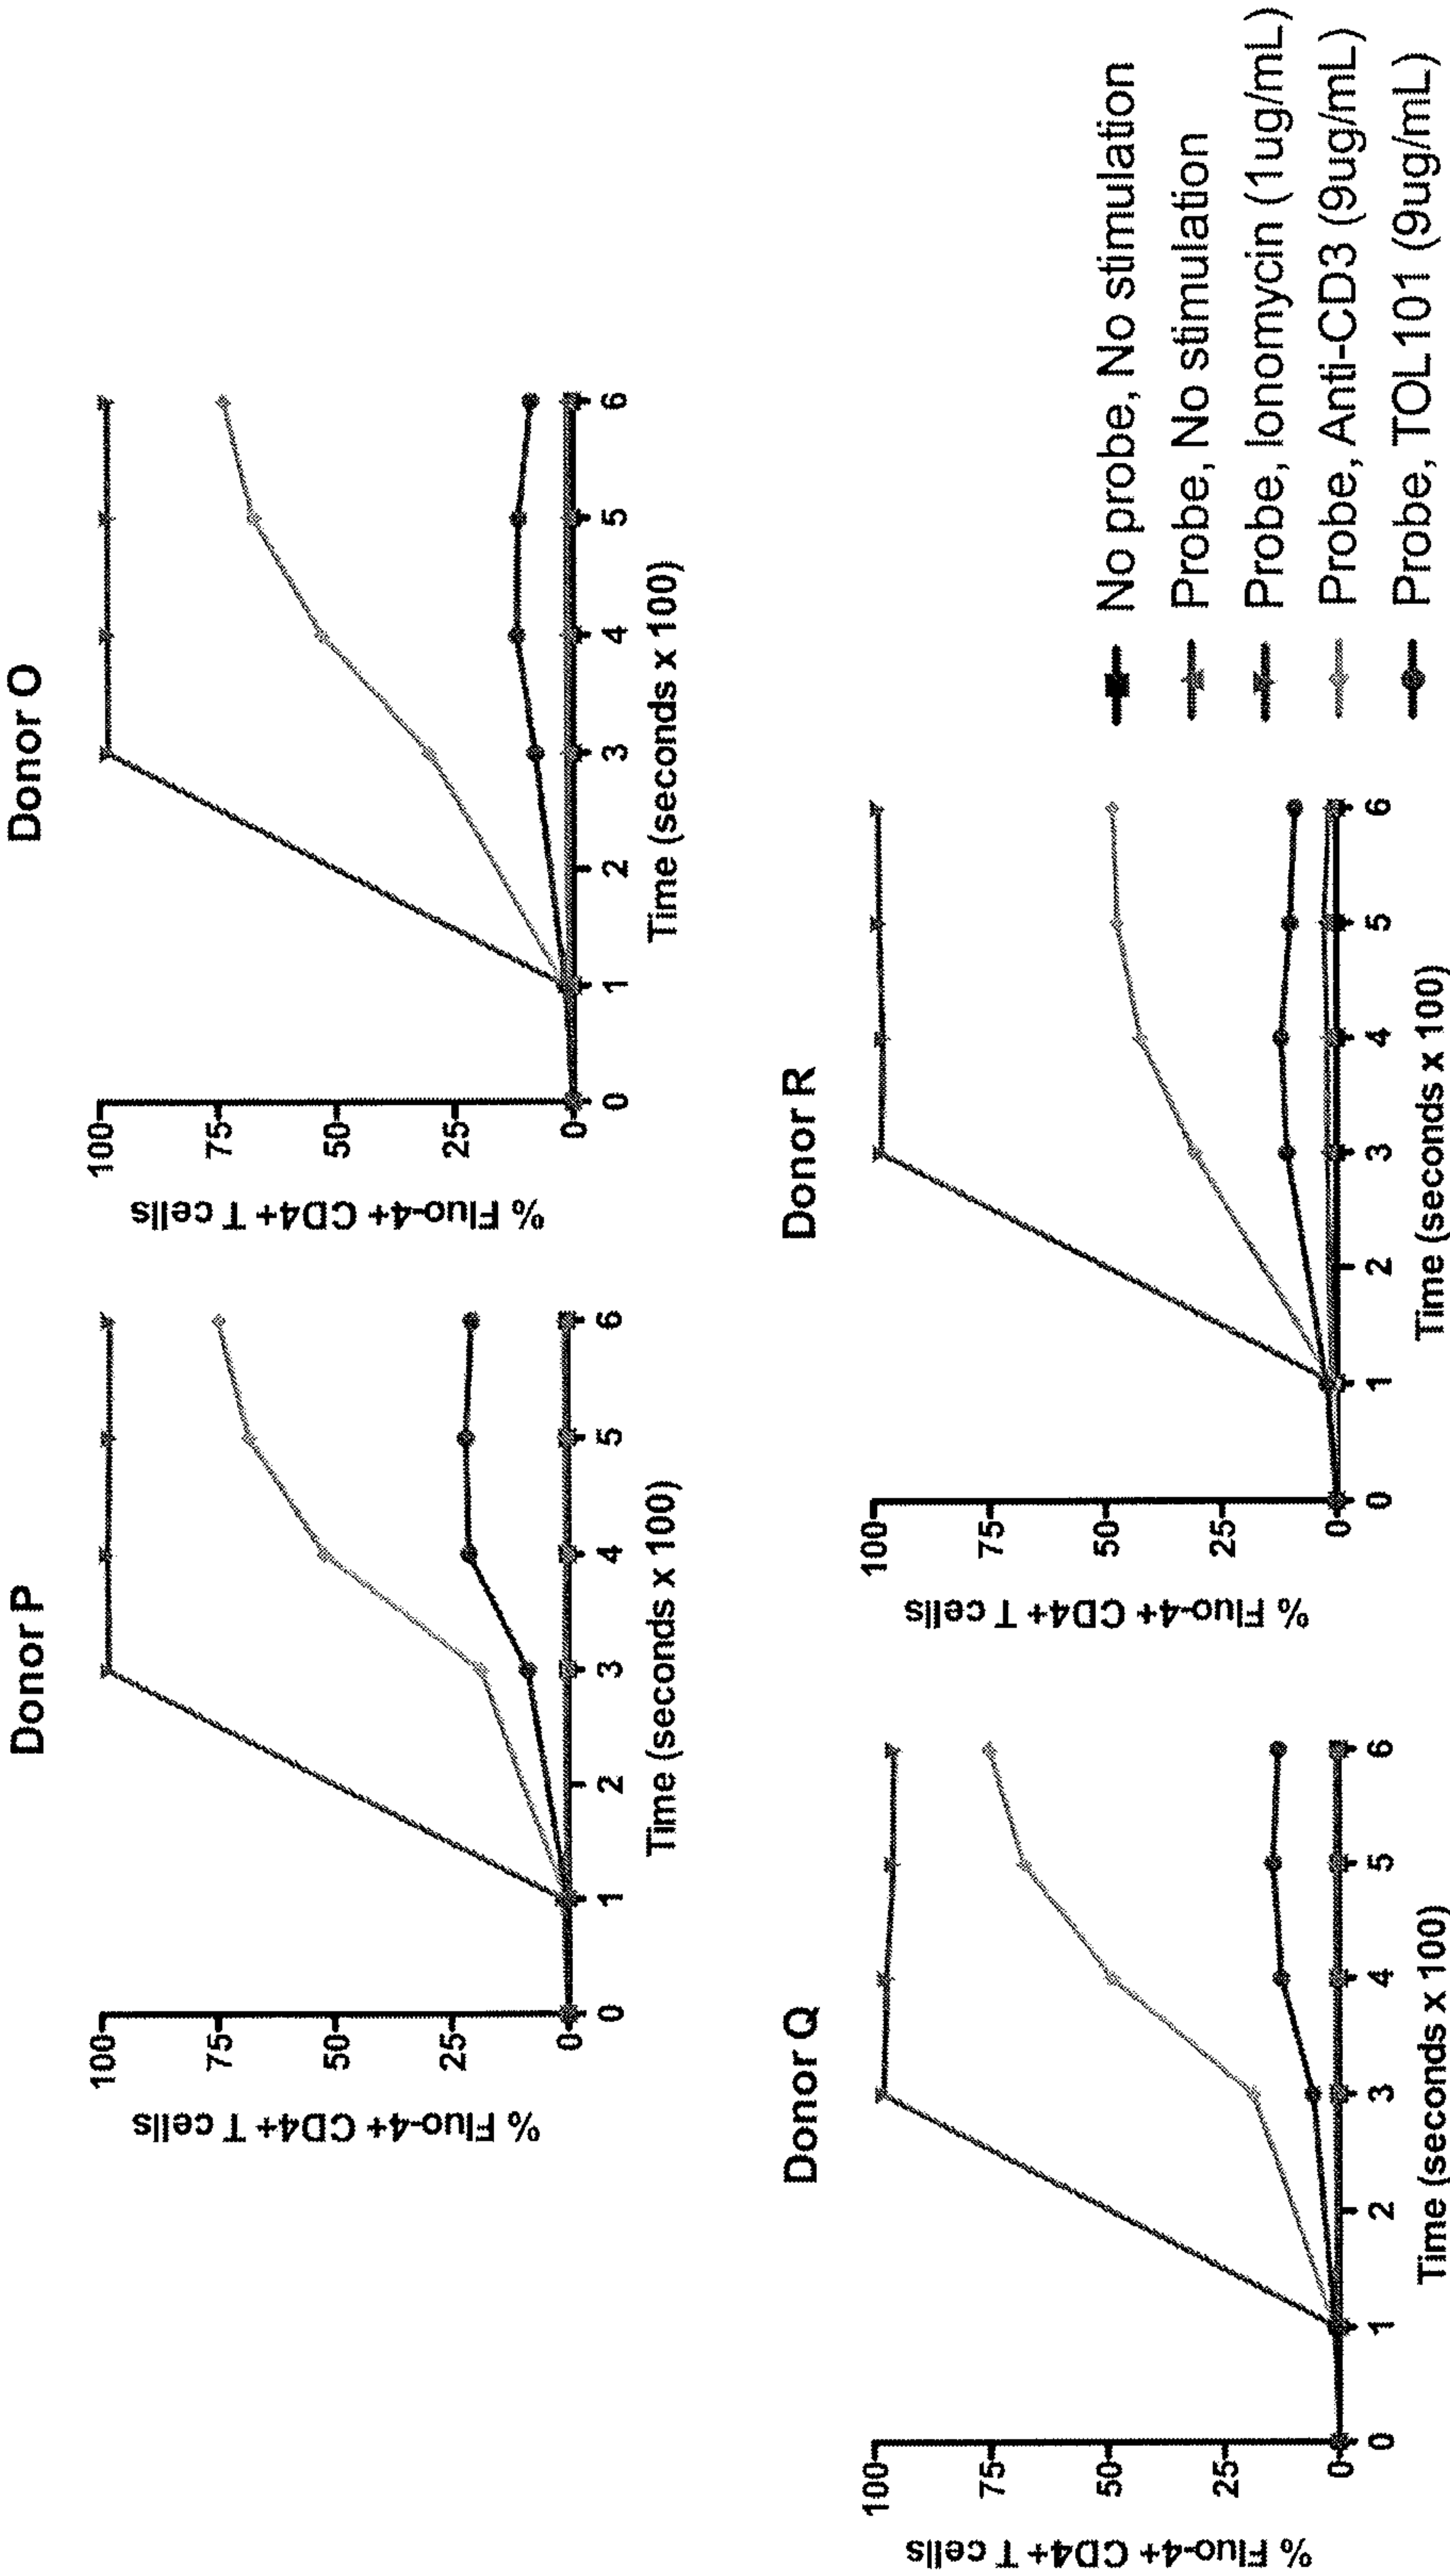 Donor P
% Fluo-4+ CD4+ T cells
100
75
50
25
0
0 1 2 3 4 5 6
Time (seconds x 100)
Donor O
% Fluo-4+ CD4+ T cells
100
75
50
25
0
0 1 2 3 4 5 6
Time (seconds x 100)
Donor Q
% Fluo-4+ CD4+ T cells
100
75
50
25
0
0 1 2 3 4 5 6
Time (seconds x 100)
Donor R
% Fluo-4+ CD4+ T cells
100
75
50
25
0
0 1 2 3 4 5 6
Time (seconds x 100)
No probe, No stimulation
Probe, No stimulation
Probe, Ionomycin (1ug/mL)
Probe, Anti-CD3 (9ug/mL)
Probe, TOL101 (9ug/mL)